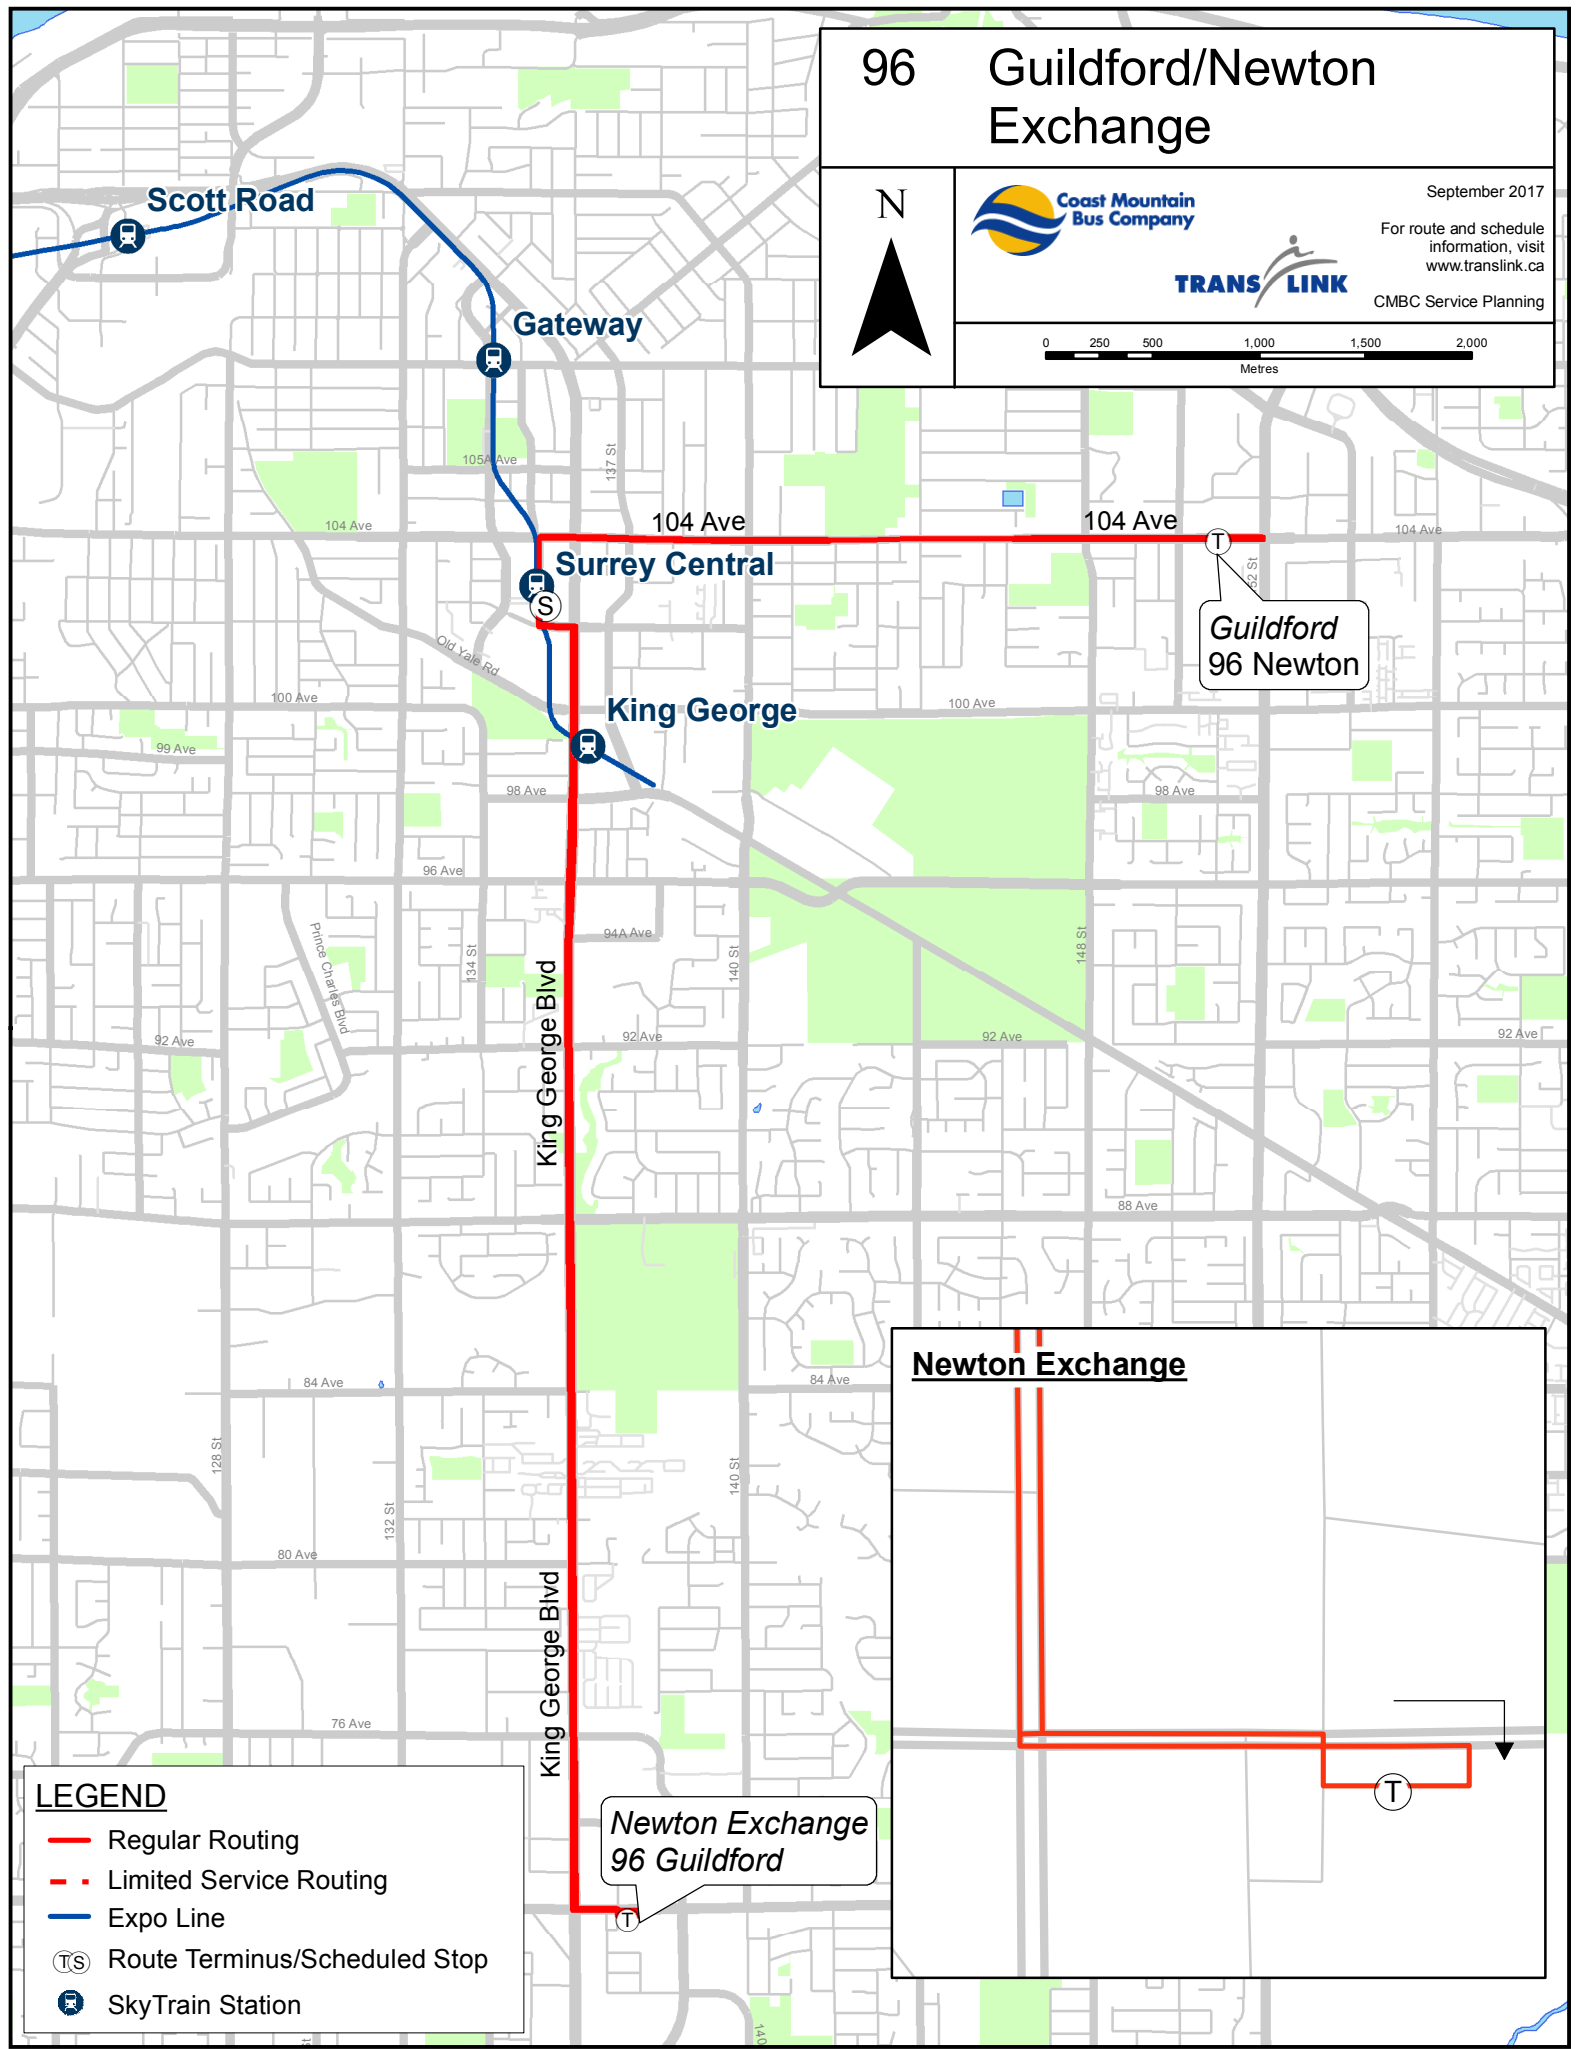 96 Guildford/Newton
Exchange
N
Coast Mountain
Bus Company
TRANS LINK
September 2017
For route and schedule
information, visit
www.translink.ca
CMBC Service Planning
0 250 500 1,000 1,500 2,000
Metres
Scott Road
Gateway
105A Ave
137 St
104 Ave
104 Ave
104 Ave
104 Ave
T
Surrey Central
S
52 St
Guildford
96 Newton
Old Yale Rd
100 Ave
100 Ave
King George
99 Ave
98 Ave
98 Ave
96 Ave
Prince Charles Blvd
134 St
94A Ave
140 St
148 St
King George Blvd
92 Ave
92 Ave
92 Ave
92 Ave
88 Ave
84 Ave
84 Ave
128 St
132 St
140 St
80 Ave
King George Blvd
76 Ave
Newton Exchange
T
Newton Exchange
96 Guildford
T
140
LEGEND
Regular Routing
Limited Service Routing
Expo Line
TS Route Terminus/Scheduled Stop
SkyTrain Station